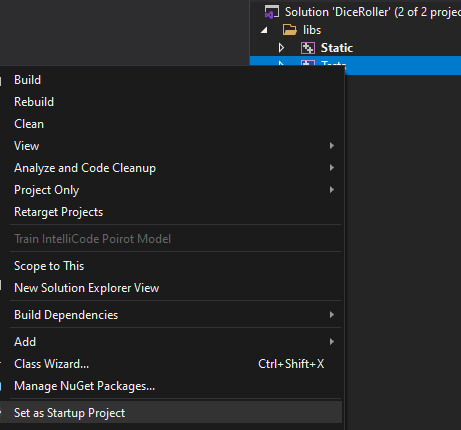 Solution 'DiceRoller' (2 of 2 projec
libs
Static
Build
Rebuild
Clean
View
Analyze and Code Cleanup
Project Only
Retarget Projects
Train IntelliCode Poirot Model
Scope to This
New Solution Explorer View
Build Dependencies
Add
Class Wizard... Ctrl+Shift+X
Manage NuGet Packages...
Set as Startup Project